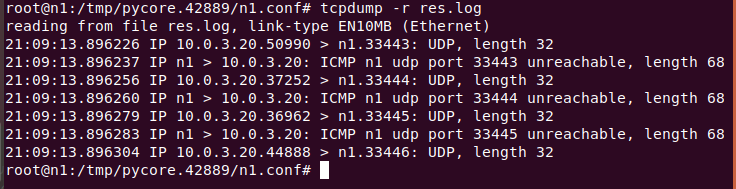 root@n1:/tmp/pycore.42889/n1.conf# tcpdump -r res.log
reading from file res.log, link-type EN10MB (Ethernet)
21:09:13.896226 IP 10.0.3.20.50990 > n1.33443: UDP, length 32
21:09:13.896237 IP n1 > 10.0.3.20: ICMP n1 udp port 33443 unreachable, length 68
21:09:13.896256 IP 10.0.3.20.37252 > n1.33444: UDP, length 32
21:09:13.896260 IP n1 > 10.0.3.20: ICMP n1 udp port 33444 unreachable, length 68
21:09:13.896279 IP 10.0.3.20.36962 > n1.33445: UDP, length 32
21:09:13.896283 IP n1 > 10.0.3.20: ICMP n1 udp port 33445 unreachable, length 68
21:09:13.896304 IP 10.0.3.20.44888 > n1.33446: UDP, length 32
root@n1:/tmp/pycore.42889/n1.conf#